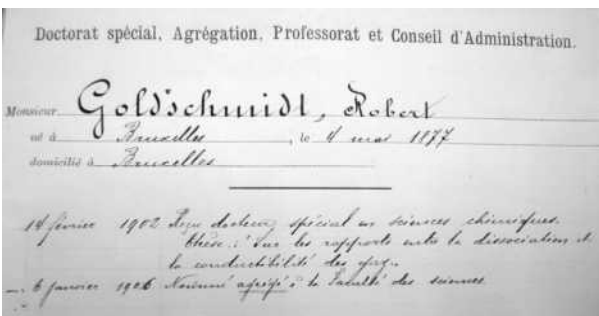 Doctorat spécial, Agrégation, Professorat et Conseil d'Administration.
Monsieur Goldschmidt, Robert
né à Bruxelles, le 4 mai 1877
domicilié à Bruxelles
14 février 1902 Reçu docteur spécial en sciences chimiques.
thèse : sur les rapports entre la dissociation et
la conductibilité des gaz.
6 janvier 1906 Nommé agrégé à la Faculté des sciences